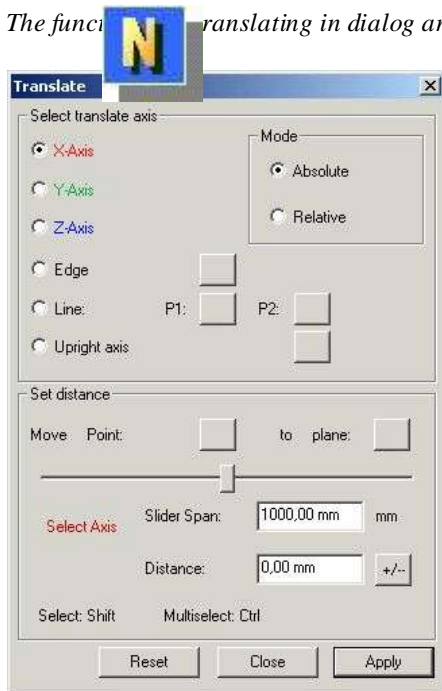 The func ranslating in dialog ar
N
Translate
Select translate axis
Mode
X-Axis
Absolute
Y-Axis
Relative
Z-Axis
Edge
Line: P1: P2:
Upright axis
Set distance
Move Point: to plane:
Select Axis Slider Span: 1000,00 mm mm
Distance: 0,00 mm +/--
Select: Shift Multiselect: Ctrl
Reset Close Apply